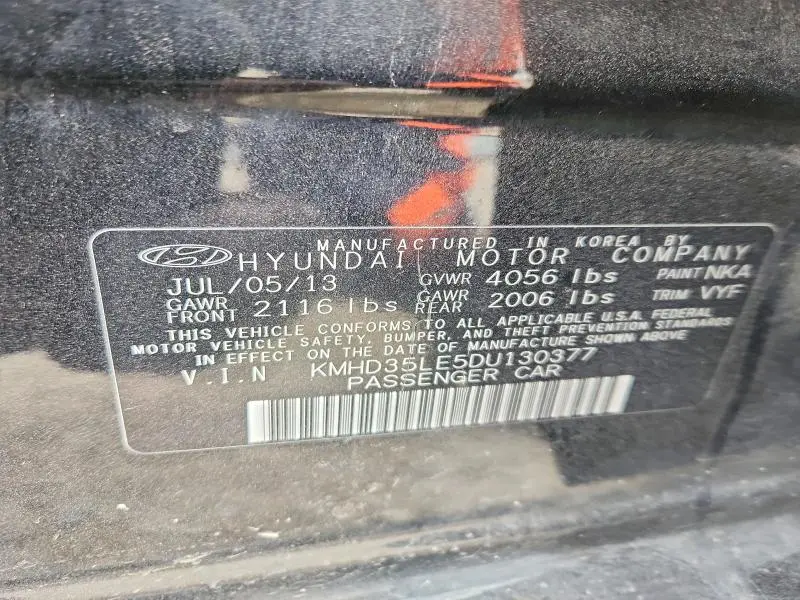 MANUFACTURED IN KOREA BY
HYUNDAI MOTOR COMPANY
JUL/05/13 GVWR 4056 lbs PAINT NKA
GAWR FRONT 2116 lbs GAWR REAR 2006 lbs TRIM VYF
THIS VEHICLE CONFORMS TO ALL APPLICABLE U.S.A. FEDERAL
MOTOR VEHICLE SAFETY, BUMPER, AND THEFT PREVENTION STANDARDS
IN EFFECT ON THE DATE OF MANUFACTURE SHOWN ABOVE
V.I.N KMHD35LE5DU130377
PASSENGER CAR